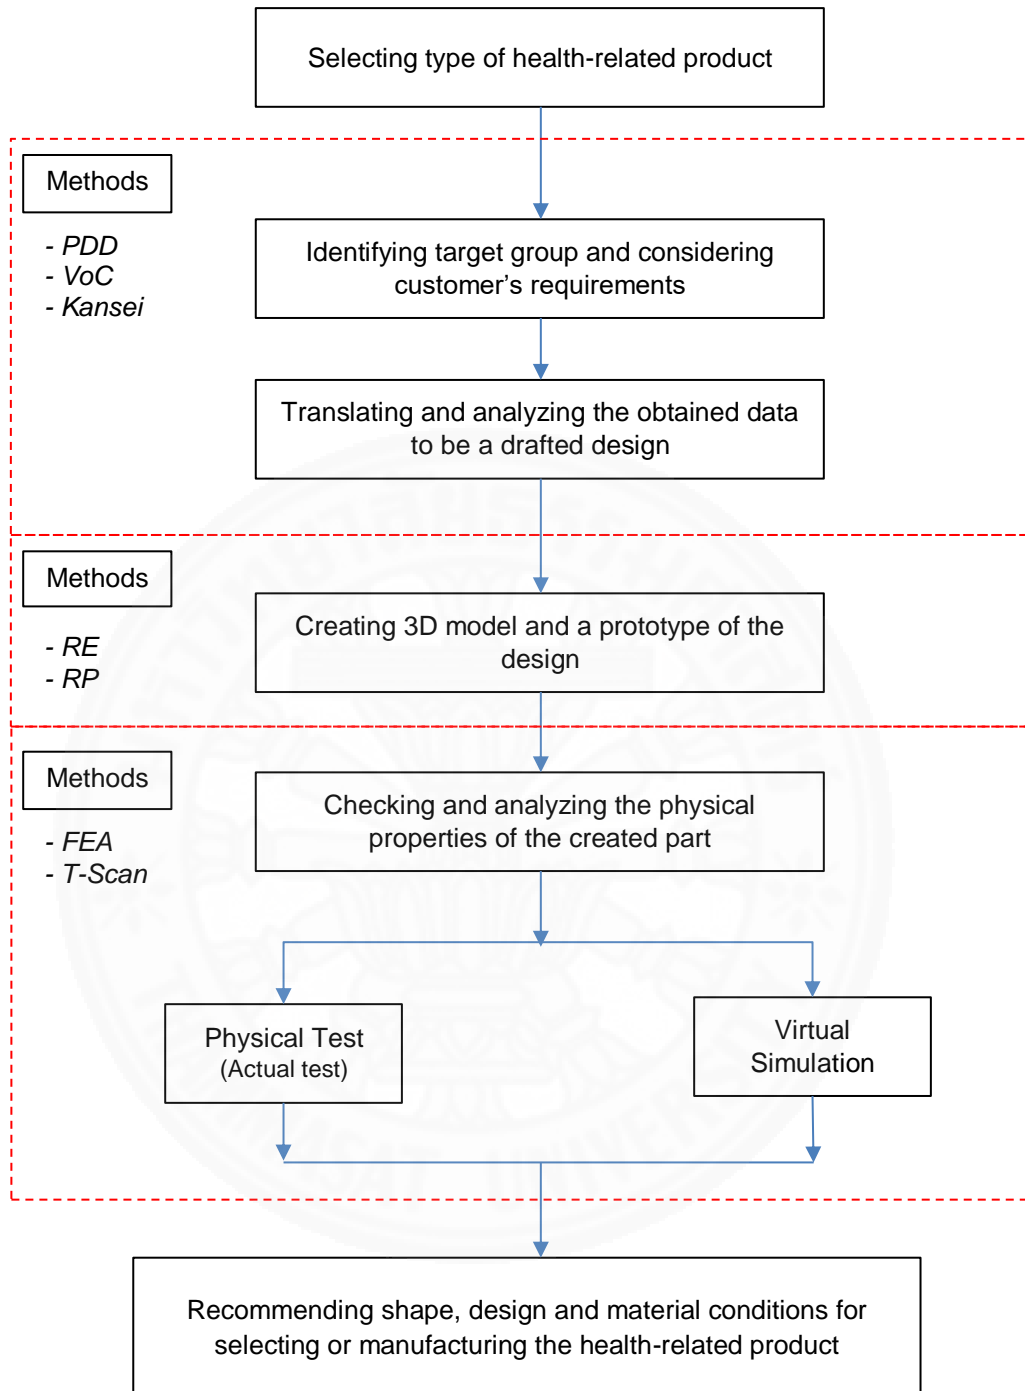 Selecting type of health-related product
Methods
- PDD
- VoC
- Kansei
Identifying target group and considering
customer’s requirements
Translating and analyzing the obtained data
to be a drafted design
Methods
- RE
- RP
Creating 3D model and a prototype of the
design
Methods
- FEA
- T-Scan
Checking and analyzing the physical
properties of the created part
Physical Test
(Actual test)
Virtual
Simulation
Recommending shape, design and material conditions for
selecting or manufacturing the health-related product